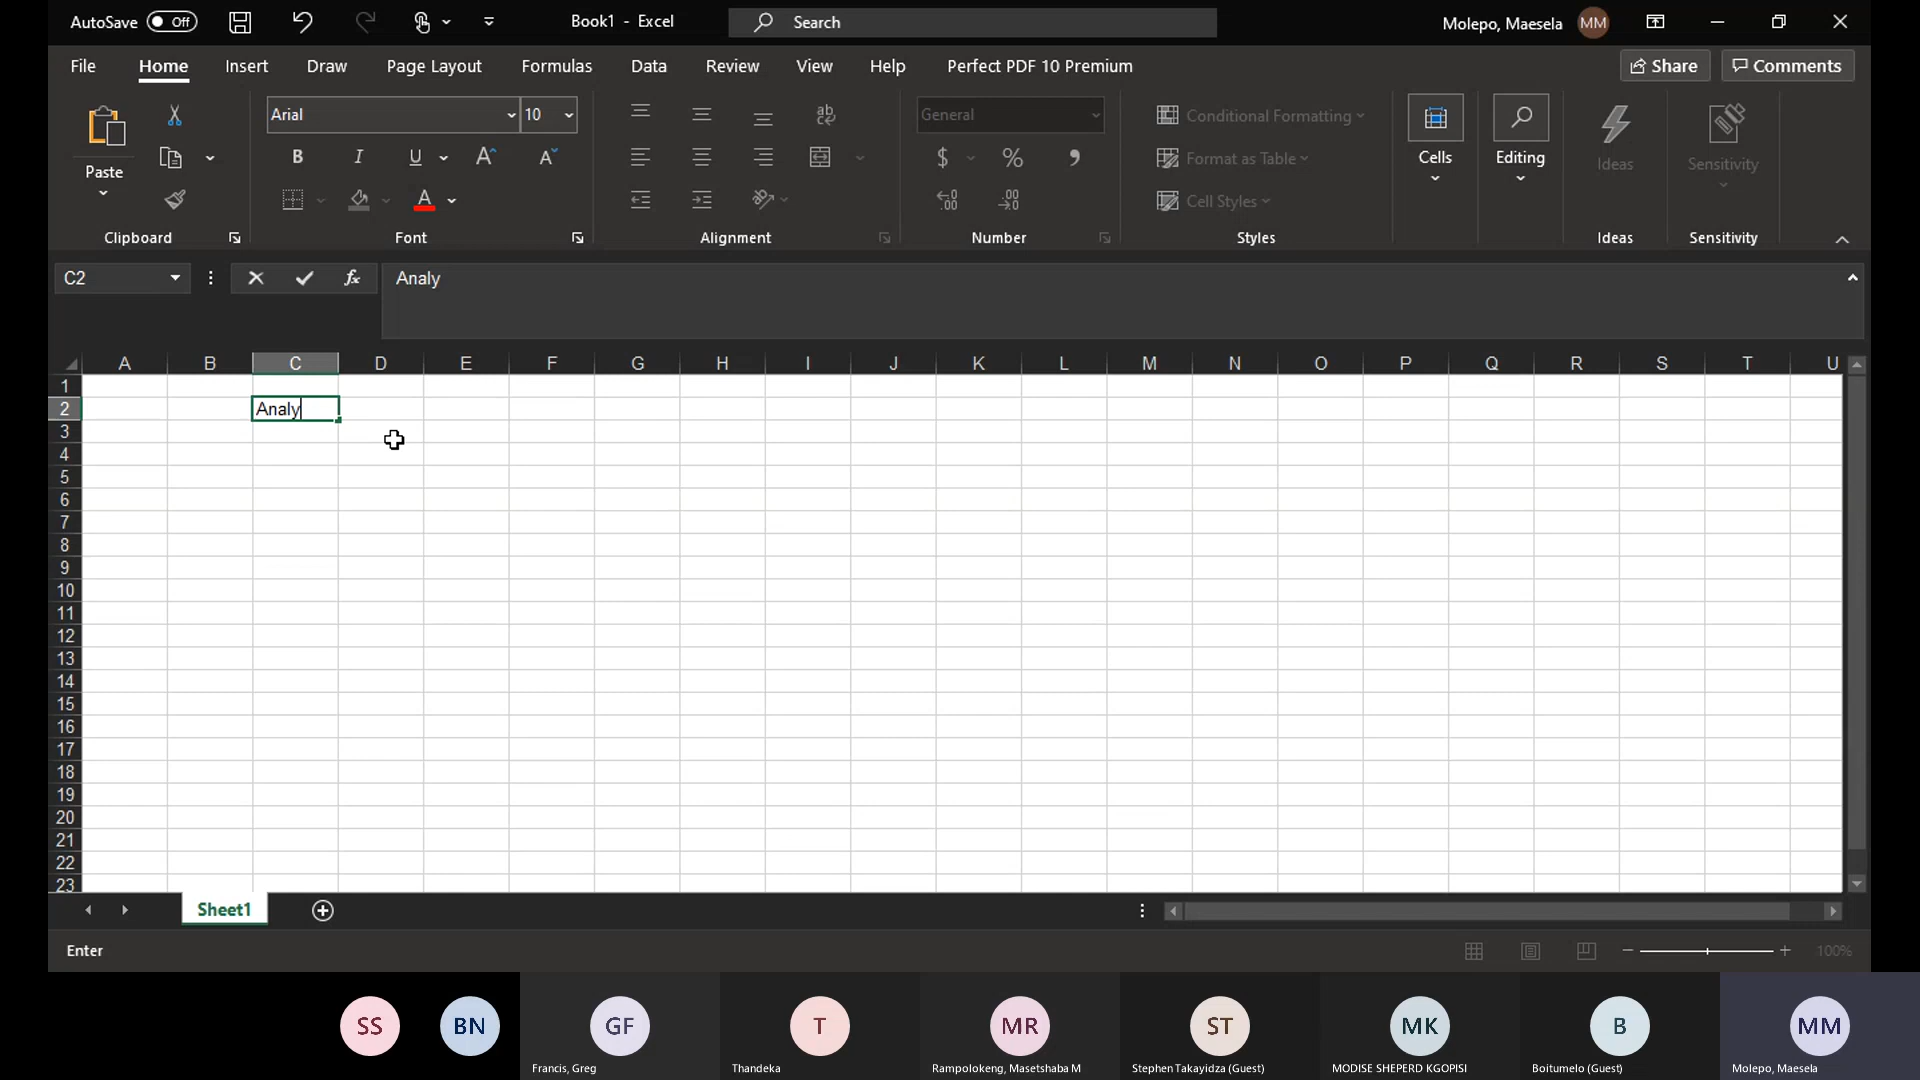 AutoSave Off Book1 - Excel Search Molepo, Maesela MM
File Home Insert Draw Page Layout Formulas Data Review View Help Perfect PDF 10 Premium Share Comments
Arial 10 ab General Conditional Formatting
Paste B I U A A $ % Format as Table Cells Editing Ideas Sensitivity
A Cell Styles
Clipboard Font Alignment Number Styles Ideas Sensitivity
C2 fx Analy
A B C D E F G H I J K L M N O P Q R S T U
1
2 Analy
3
4
5
6
7
8
9
10
11
12
13
14
15
16
17
18
19
20
21
22
23
Sheet1
Enter 100%
SS BN GF T MR ST MK B MM
Francis, Greg Thandeka Rampolokeng, Masetshaba M Stephen Takayidza (Guest) MODISE SHEPERD KGOPISI Boitumelo (Guest) Molepo, Maesela